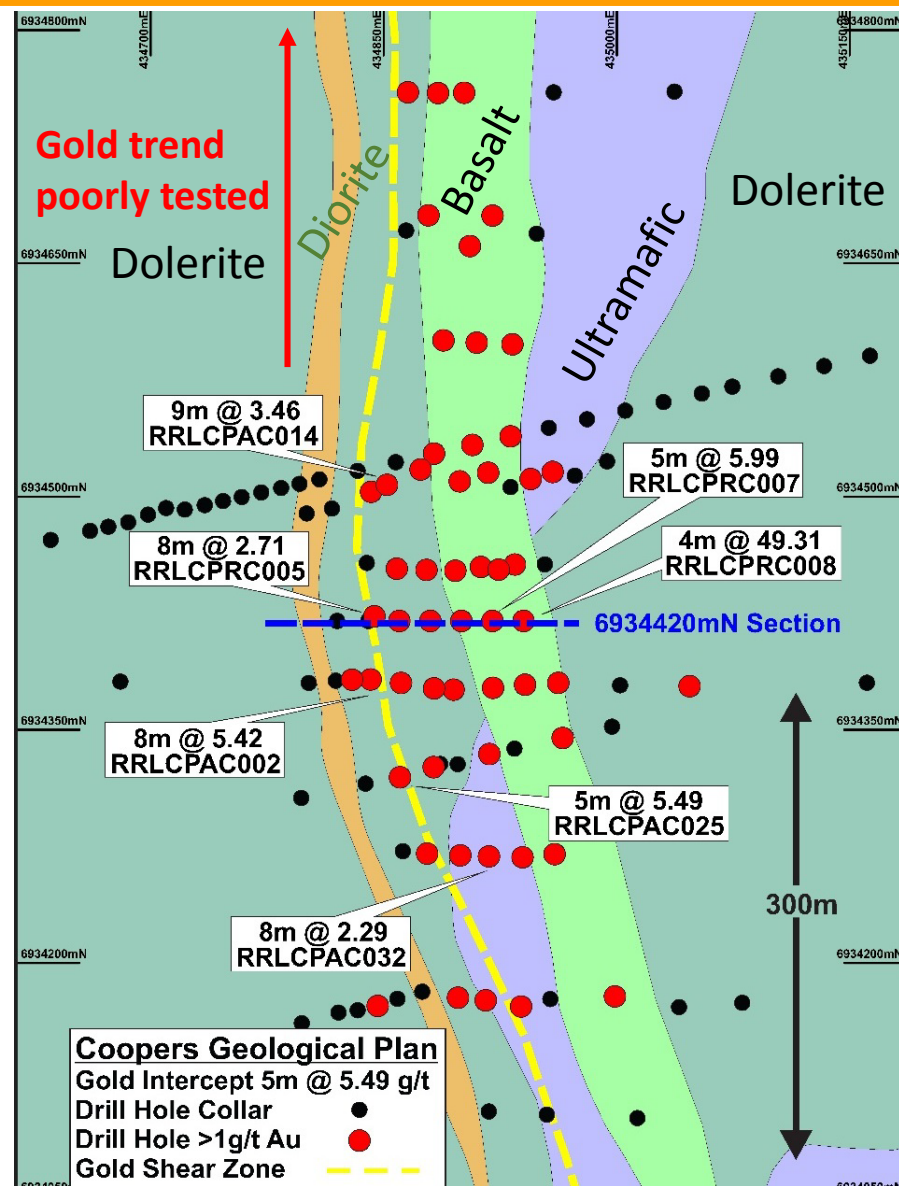 6934800mN
434700mE
434850mE
435000mE
435150mE
6934800mN
Gold trend
poorly tested
Dolerite
Diorite
Basalt
Ultramafic
Dolerite
6934650mN
6934650mN
9m @ 3.46
RRLCPAC014
5m @ 5.99
RRLCPRC007
6934500mN
6934500mN
8m @ 2.71
RRLCPRC005
4m @ 49.31
RRLCPRC008
6934420mN Section
6934350mN
6934350mN
8m @ 5.42
RRLCPAC002
5m @ 5.49
RRLCPAC025
300m
8m @ 2.29
RRLCPAC032
6934200mN
6934200mN
Coopers Geological Plan
Gold Intercept 5m @ 5.49 g/t
Drill Hole Collar
Drill Hole >1g/t Au
Gold Shear Zone